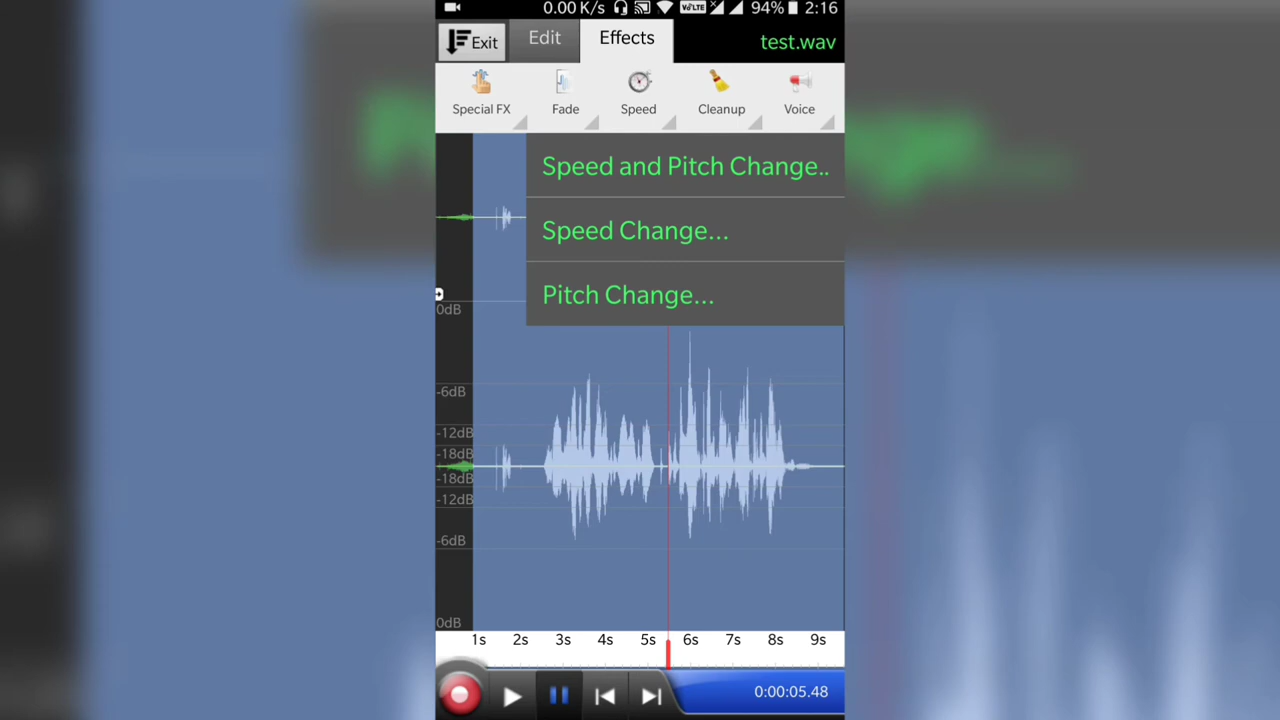 0.00 K/s VoLTE 94% 2:16
Exit Edit Effects test.wav
Special FX Fade Speed Cleanup Voice
Speed and Pitch Change..
Speed Change...
Pitch Change...
0dB
-6dB
-12dB
-18dB
-18dB
-12dB
-6dB
0dB
1s 2s 3s 4s 5s 6s 7s 8s 9s
0:00:05.48